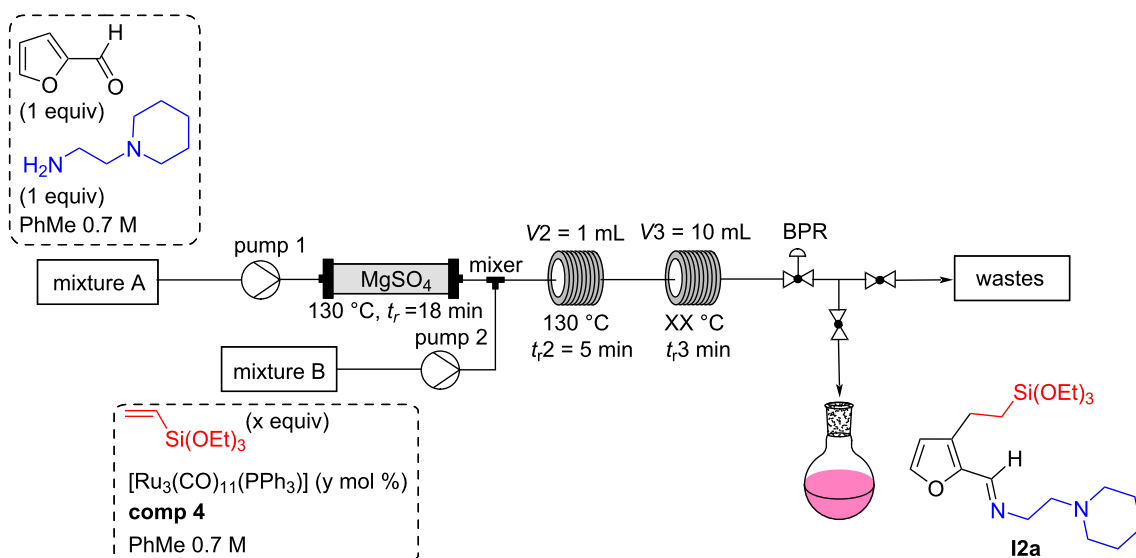 H
O
O
(1 equiv)
N
H₂N
(1 equiv)
PhMe 0.7 M
mixture A
pump 1
MgSO₄
130 °C, tᵣ =18 min
mixer
pump 2
mixture B
V2 = 1 mL
130 °C
tᵣ2 = 5 min
V3 = 10 mL
XX °C
tᵣ3 min
BPR
wastes
(x equiv)
Si(OEt)₃
[Ru₃(CO)₁₁(PPh₃)] (y mol %)
comp 4
PhMe 0.7 M
Si(OEt)₃
H
O
N
N
I2a